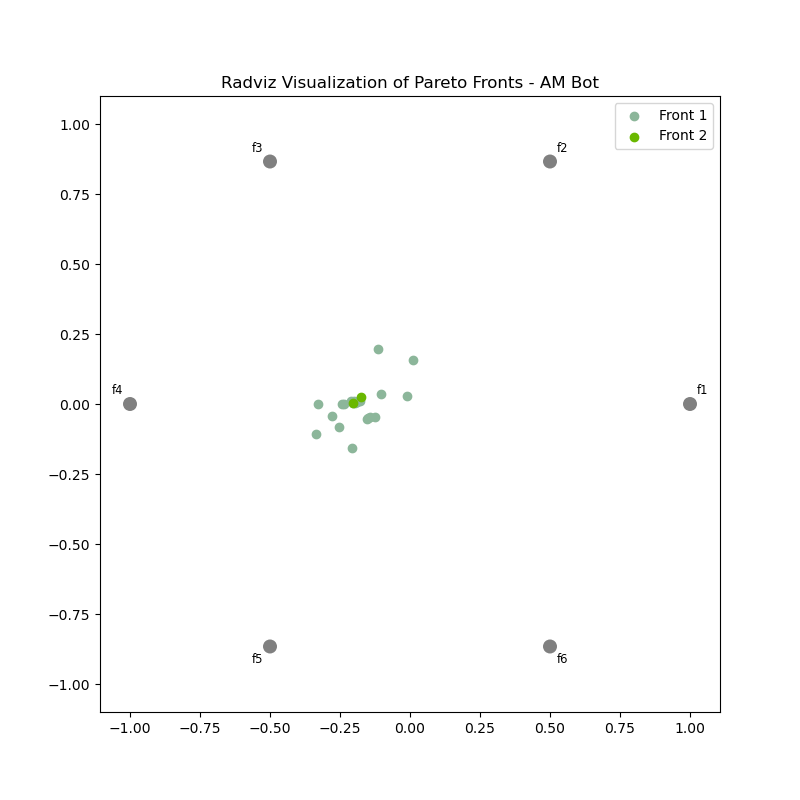 Radviz Visualization of Pareto Fronts - AM Bot
Front 1
Front 2
1.00
0.75
0.50
0.25
0.00
−0.25
−0.50
−0.75
−1.00
f3
f2
f4
f1
f5
f6
−1.00 −0.75 −0.50 −0.25 0.00 0.25 0.50 0.75 1.00